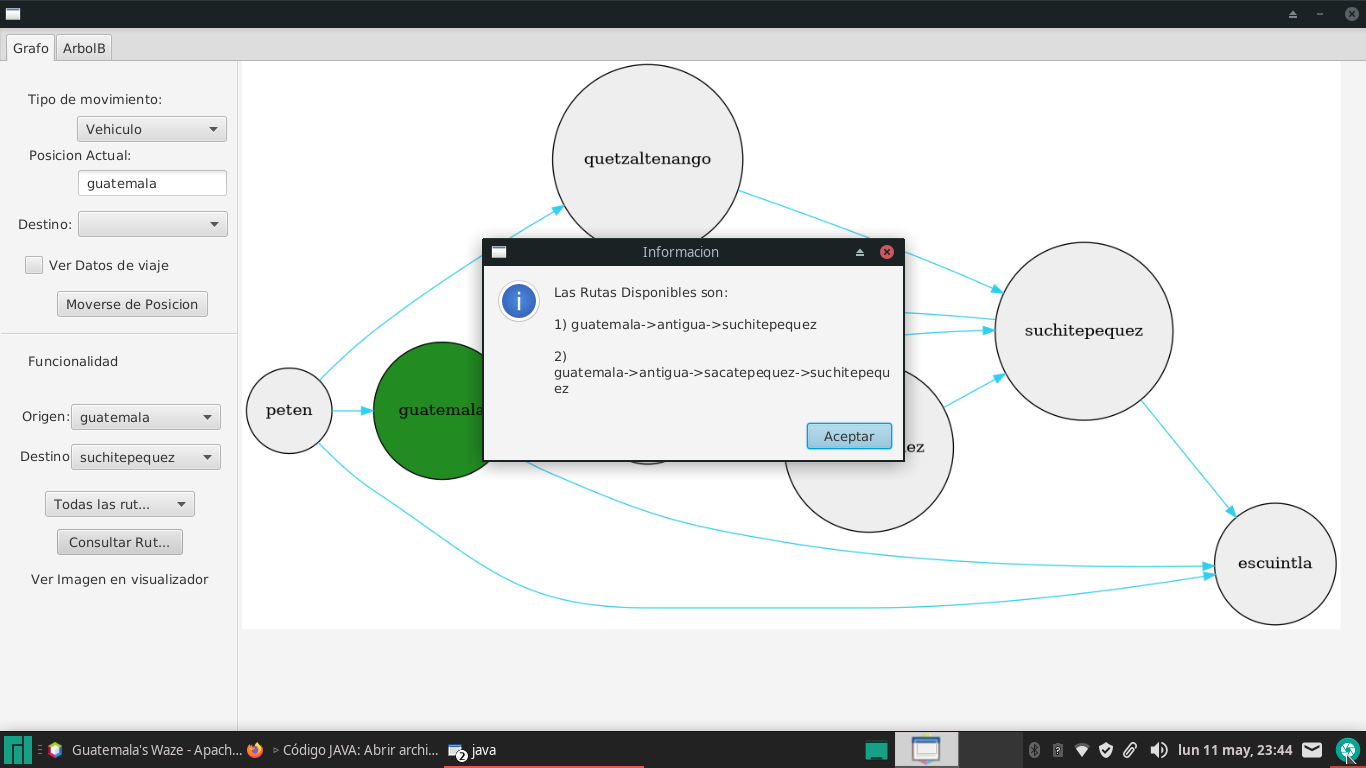 Grafo
ArbolB
Tipo de movimiento:
Vehiculo
Posicion Actual:
guatemala
Destino:
Ver Datos de viaje
Moverse de Posicion
Funcionalidad
Origen:
guatemala
Destino
suchitepequez
Todas las rut...
Consultar Rut...
Ver Imagen en visualizador
quetzaltenango
suchitepequez
peten
guatemala
escuintla
Informacion
i
Las Rutas Disponibles son:
1) guatemala->antigua->suchitepequez
2)
guatemala->antigua->sacatepequez->suchitepequ
ez
Aceptar
ez
Guatemala's Waze - Apach...
Código JAVA: Abrir archi...
2
java
lun 11 may, 23:44